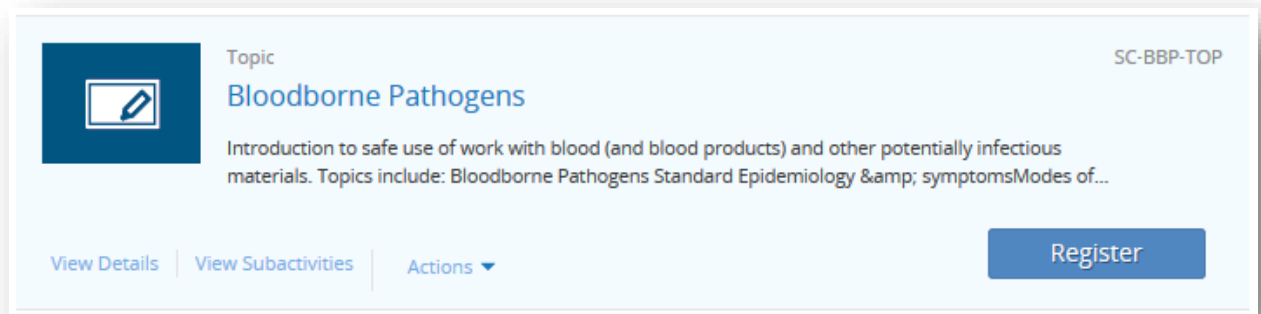 Topic
SC-BBP-TOP
Bloodborne Pathogens
Introduction to safe use of work with blood (and blood products) and other potentially infectious
materials. Topics include: Bloodborne Pathogens Standard Epidemiology &amp; symptomsModes of...
View Details
View Subactivities
Actions
Register